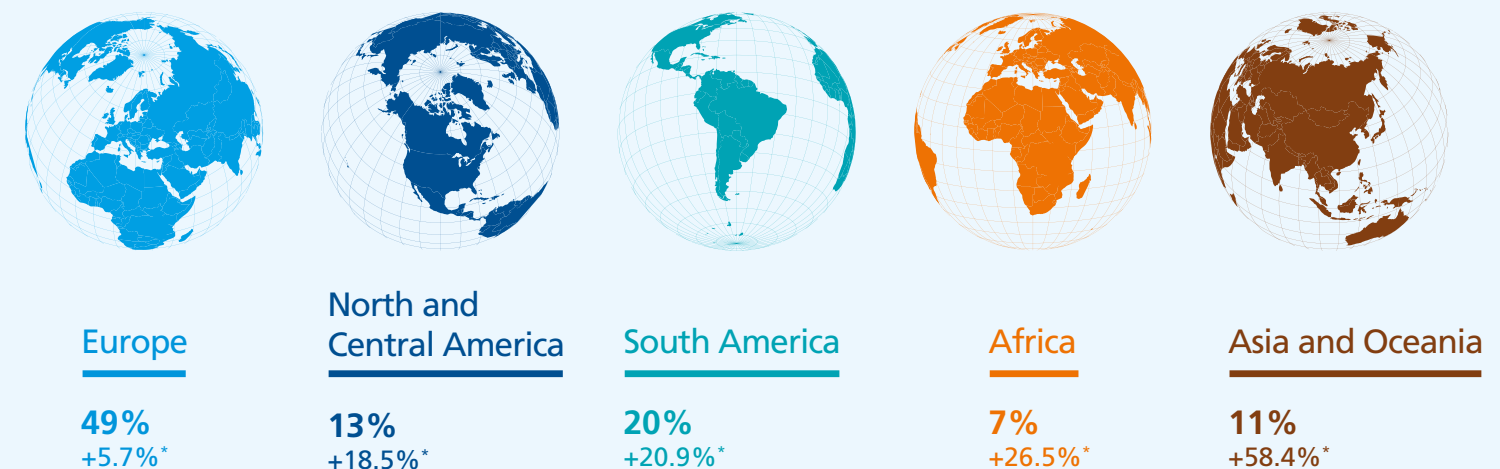 Europe
49%
+5.7%*
North and
Central America
13%
+18.5%*
South America
20%
+20.9%*
Africa
7%
+26.5%*
Asia and Oceania
11%
+58.4%*